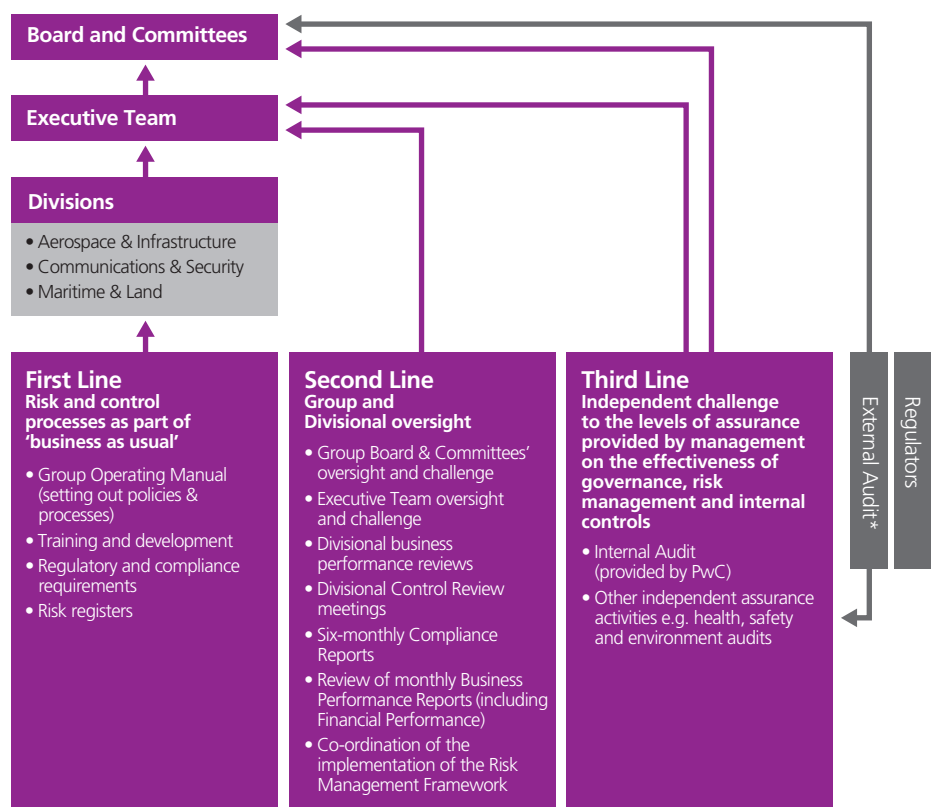 Board and Committees
Executive Team
Divisions
• Aerospace & Infrastructure
• Communications & Security
• Maritime & Land
First Line
Risk and control
processes as part of
‘business as usual’
• Group Operating Manual
(setting out policies &
processes)
• Training and development
• Regulatory and compliance
requirements
• Risk registers
Second Line
Group and
Divisional oversight
• Group Board & Committees’
oversight and challenge
• Executive Team oversight
and challenge
• Divisional business
performance reviews
• Divisional Control Review
meetings
• Six-monthly Compliance
Reports
• Review of monthly Business
Performance Reports (including
Financial Performance)
• Co-ordination of the
implementation of the Risk
Management Framework
Third Line
Independent challenge
to the levels of assurance
provided by management
on the effectiveness of
governance, risk
management and internal
controls
• Internal Audit
(provided by PwC)
• Other independent assurance
activities e.g. health, safety
and environment audits
External Audit*
Regulators